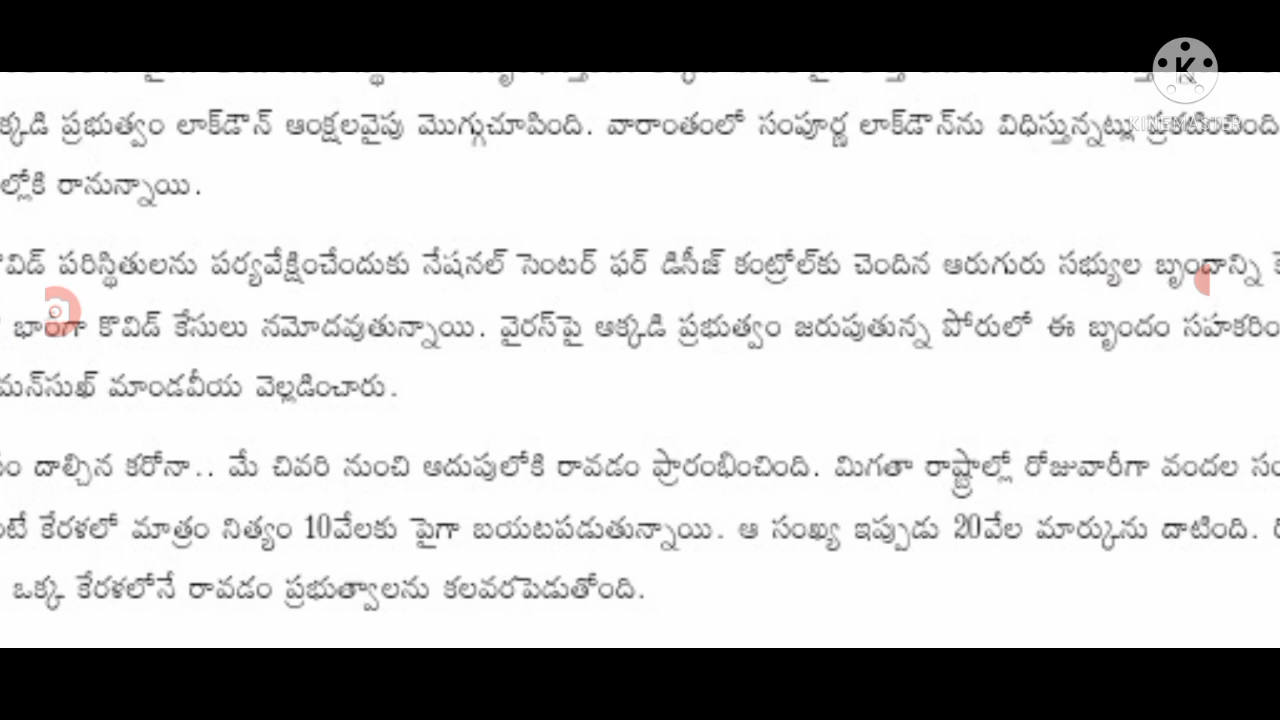 ప్రభుత్వం లాక్‌డౌన్ ఆంక్షలవైపు మొగ్గుచూపింది. వారాంతంలో సంపూర్ణ లాక్‌డౌన్‌ను విధిస్తున్నట్లు
KINEMASTER
రానున్నాయి.
పరిస్థితులను పర్యవేక్షించేందుకు నేషనల్ సెంటర్ ఫర్ డిసీజ్ కంట్రోల్‌కు చెందిన ఆరుగురు సభ్యుల బృందాన్ని
భారీగా కొవిడ్ కేసులు నమోదవుతున్నాయి. వైరస్‌పై అక్కడి ప్రభుత్వం జరుపుతున్న పోరులో ఈ బృందం
మన్‌సుఖ్ మాండవీయ వెల్లడించారు.
దాల్చిన కరోనా.. మే చివరి నుంచి అదుపులోకి రావడం ప్రారంభించింది. మిగతా రాష్ట్రాల్లో రోజువారీగా వందల
కేరళలో మాత్రం నిత్యం 10వేలకు పైగా బయటపడుతున్నాయి. ఆ సంఖ్య ఇప్పుడు 20వేల మార్కును దాటింది.
ఒక్క కేరళలోనే రావడం ప్రభుత్వాలను కలవరపెడుతోంది.